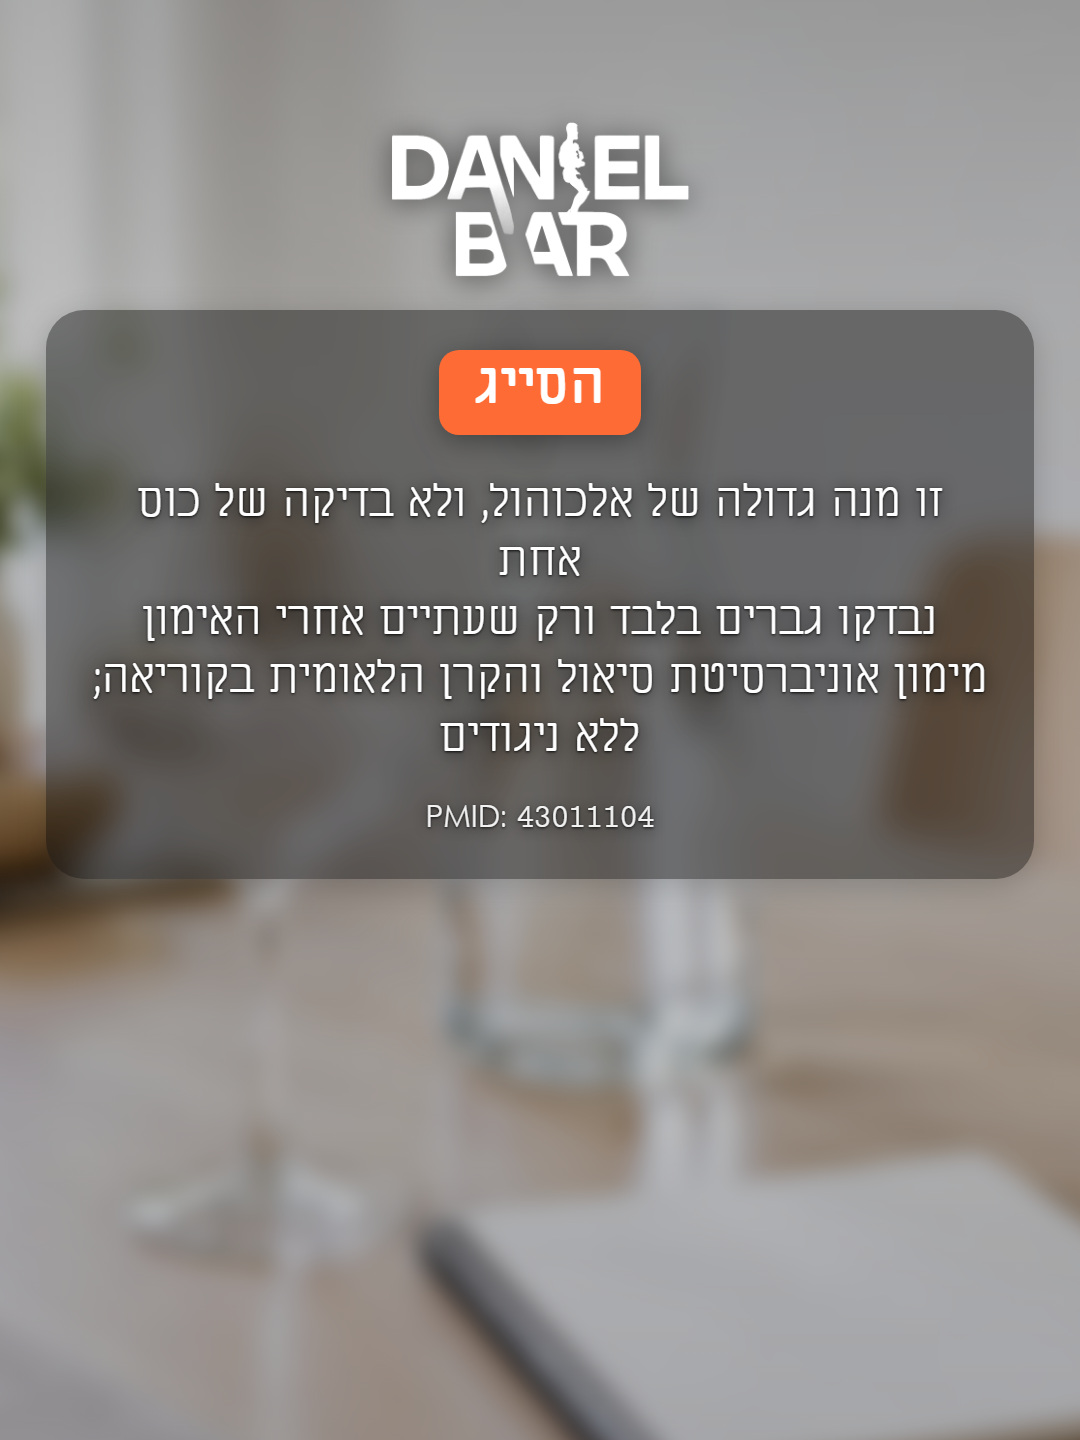 DANIEL
BAR
הסייג
זו מנה גדולה של אלכוהול, ולא בדיקה של כוס
אחת
נבדקו גברים בלבד ורק שעתיים אחרי האימון
מימון אוניברסיטת סיאול והקרן הלאומית בקוריאה;
ללא ניגודים
PMID: 43011104